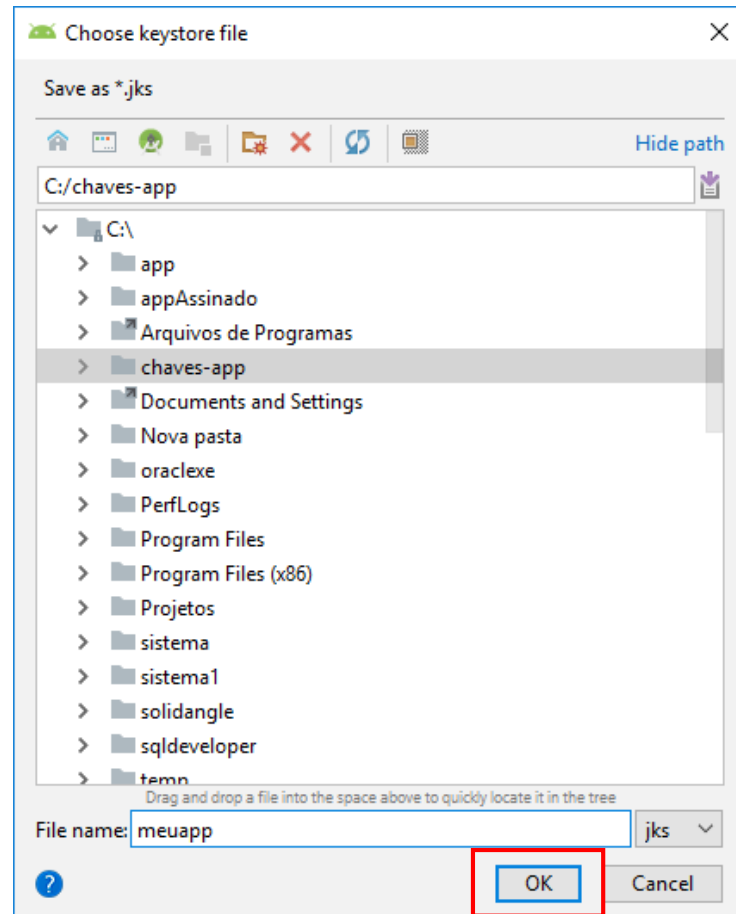 Choose keystore file
Save as *.jks
Hide path
C:/chaves-app
C:\
app
appAssinado
Arquivos de Programas
chaves-app
Documents and Settings
Nova pasta
oraclexe
PerfLogs
Program Files
Program Files (x86)
Projetos
sistema
sistema1
solidangle
sqldeveloper
temp
Drag and drop a file into the space above to quickly locate it in the tree
File name: meuapp jks
? OK Cancel